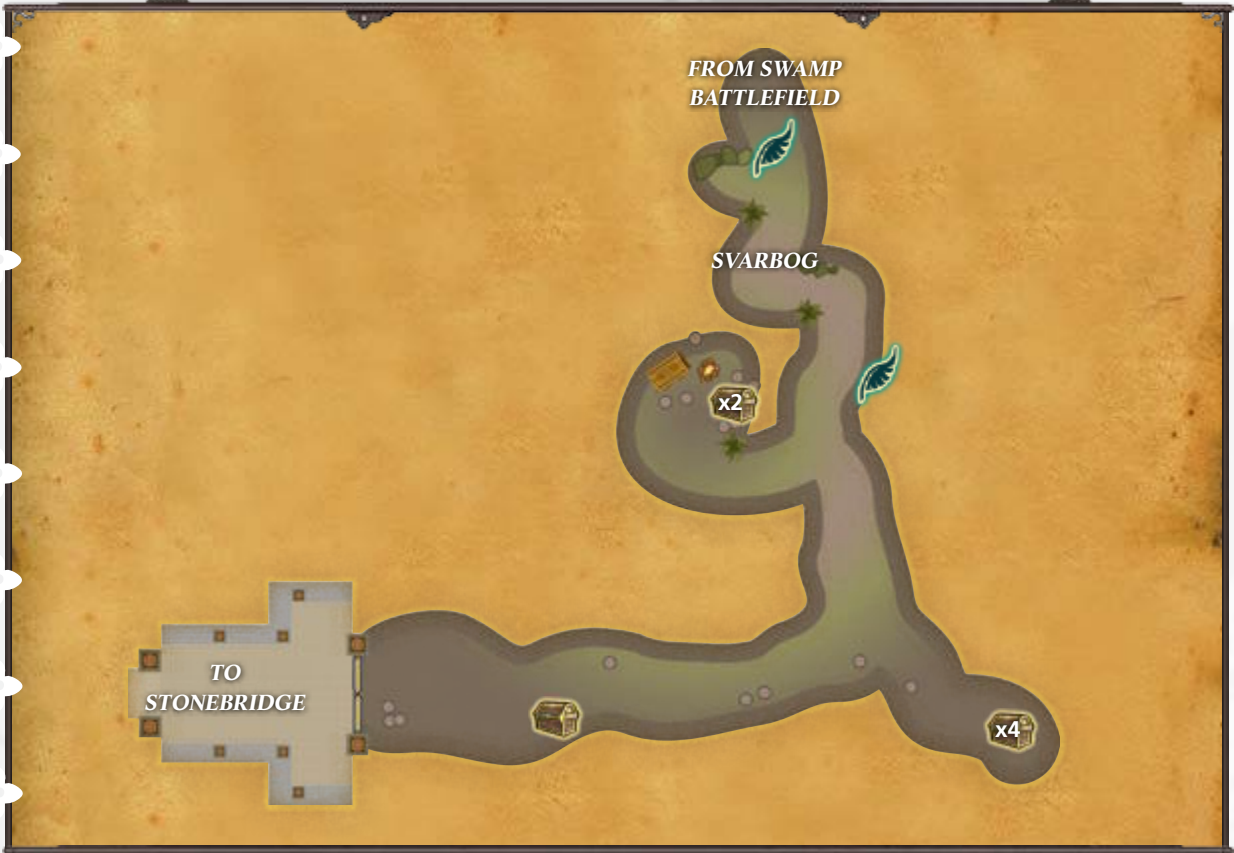 FROM SWAMP
BATTLEFIELD
SVARBOG
x2
TO
STONEBRIDGE
x4